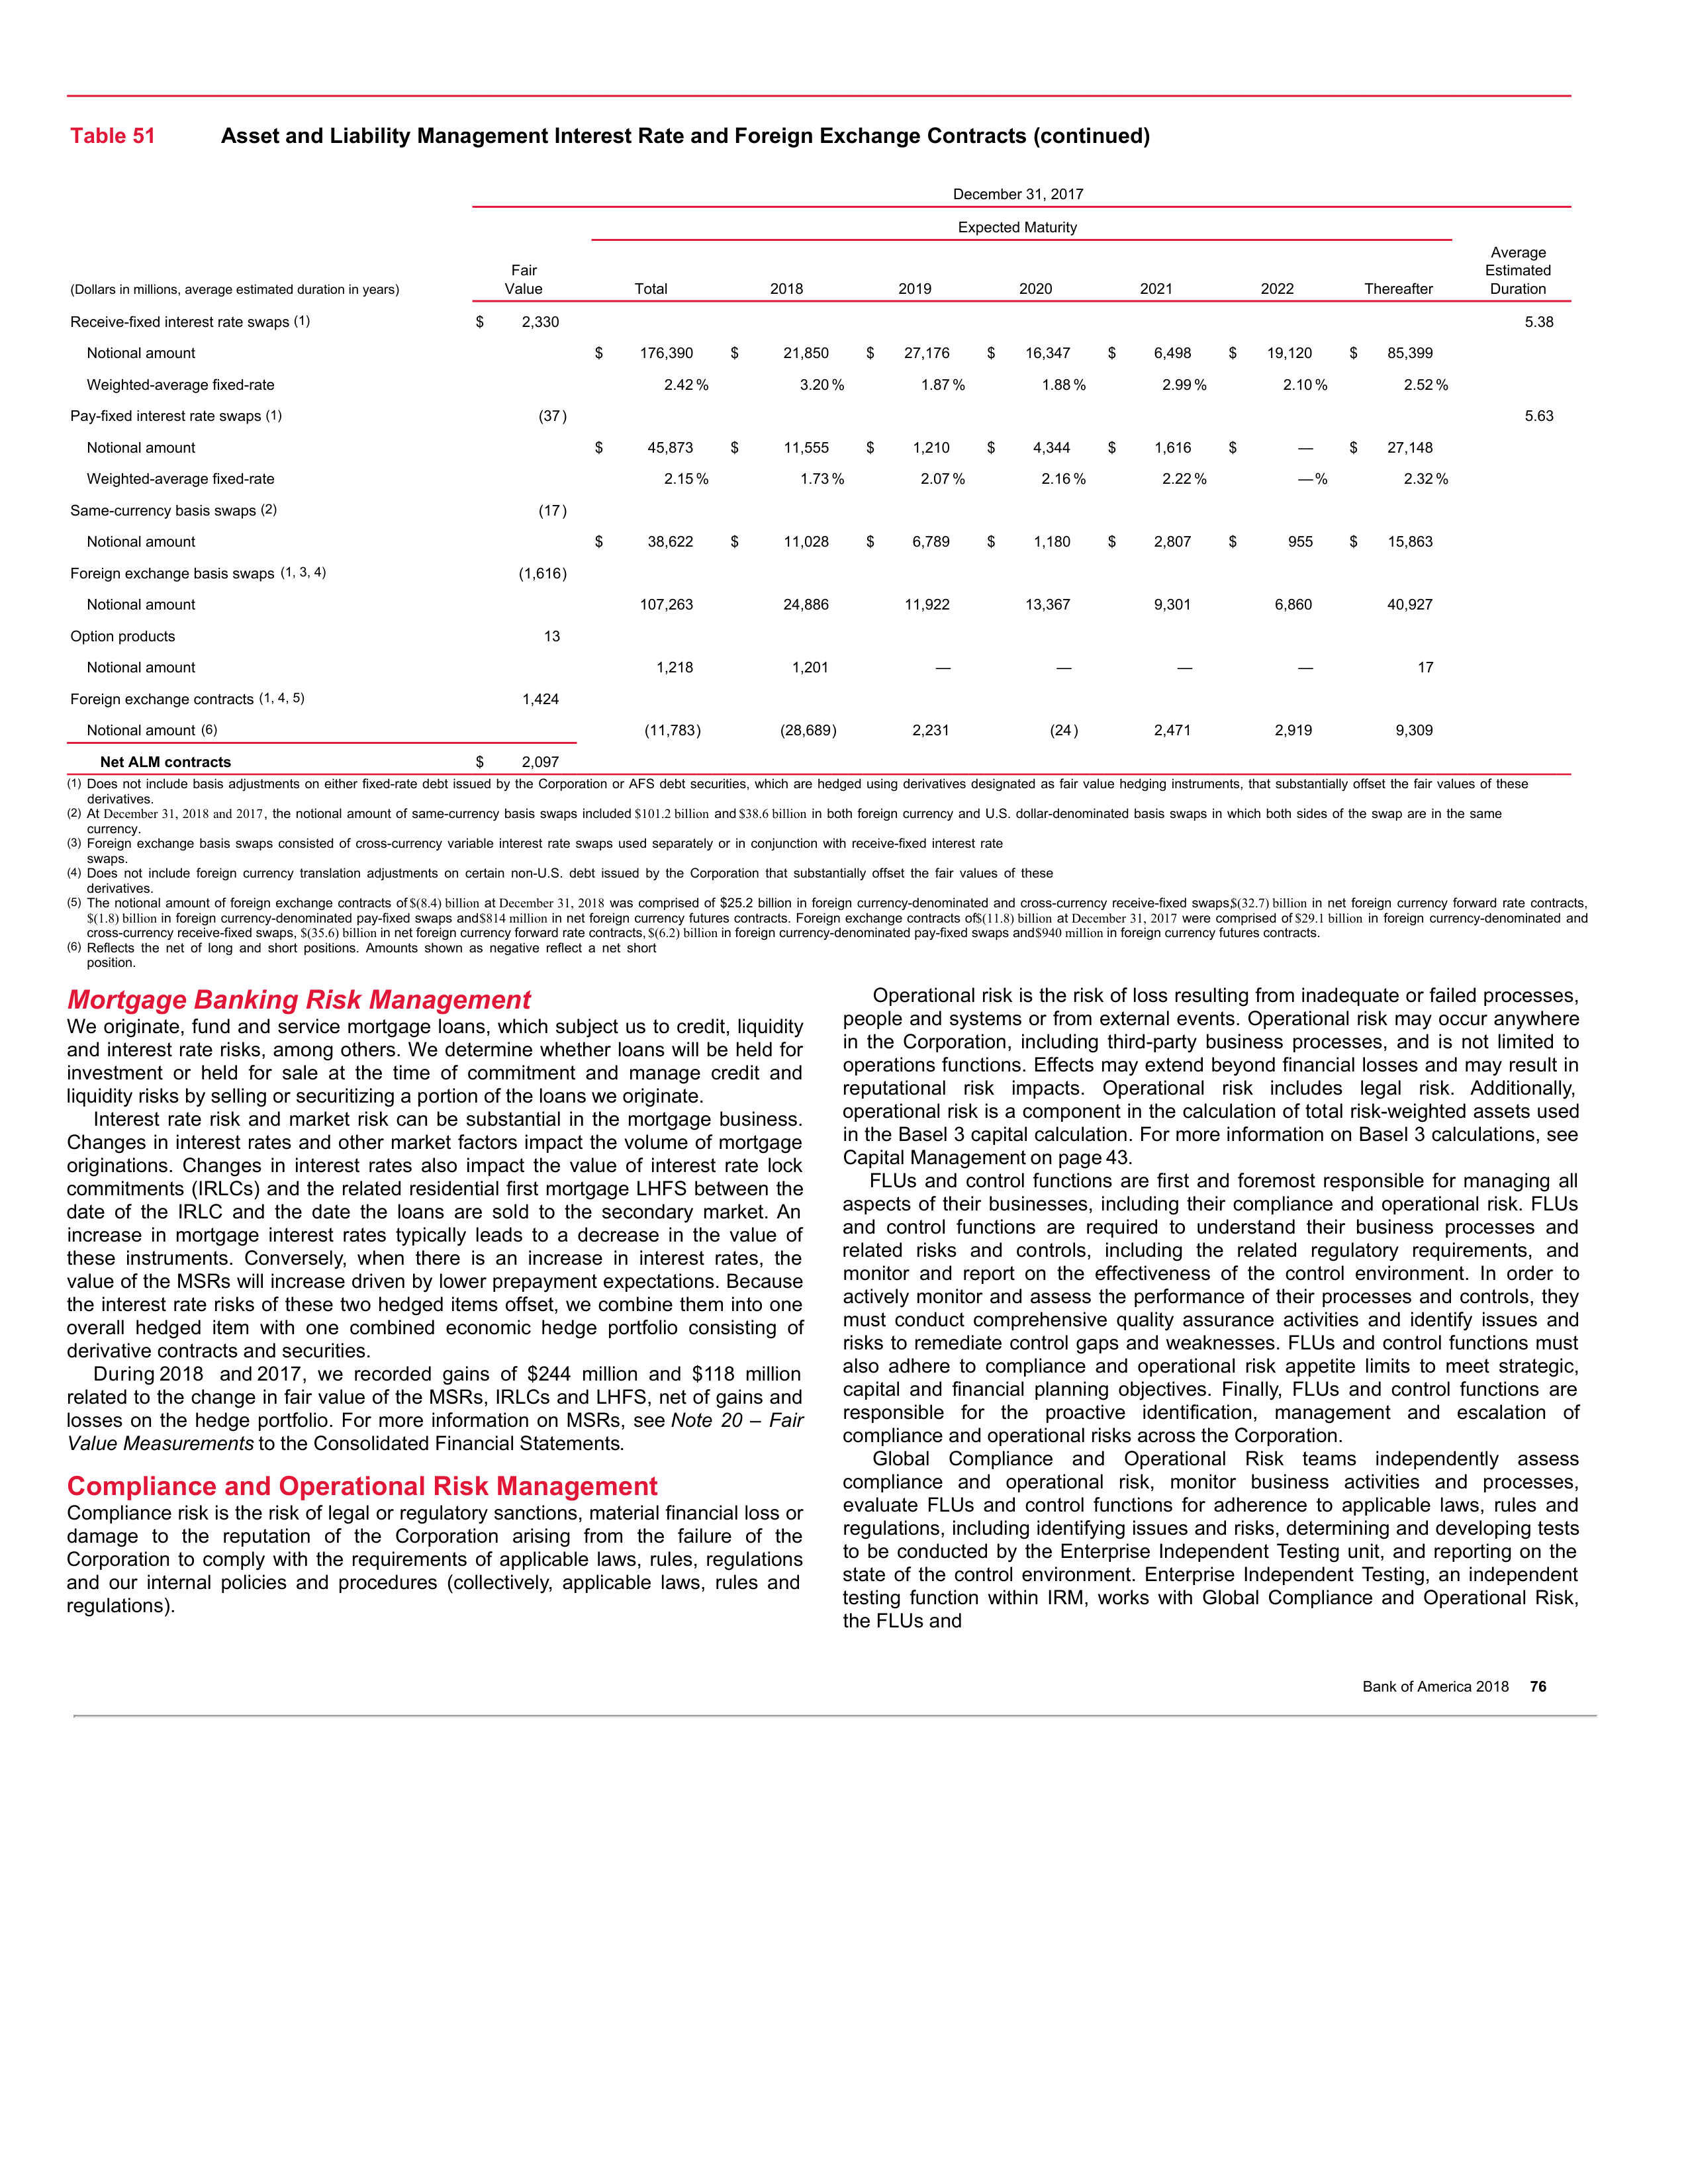 Table 51 Asset and Liability Management Interest Rate and Foreign Exchange Contracts (continued)
December 31, 2017
Expected Maturity
(Dollars in millions, average estimated duration in years) Fair Value Total 2018 2019 2020 2021 2022 Thereafter Average Estimated Duration
Receive-fixed interest rate swaps (1) $ 2,330 5.38
Notional amount $ 176,390 $ 21,850 $ 27,176 $ 16,347 $ 6,498 $ 19,120 $ 85,399
Weighted-average fixed-rate 2.42 % 3.20 % 1.87 % 1.88 % 2.99 % 2.10 % 2.52 %
Pay-fixed interest rate swaps (1) (37) 5.63
Notional amount $ 45,873 $ 11,555 $ 1,210 $ 4,344 $ 1,616 $ — $ 27,148
Weighted-average fixed-rate 2.15 % 1.73 % 2.07 % 2.16 % 2.22 % — % 2.32 %
Same-currency basis swaps (2) (17)
Notional amount $ 38,622 $ 11,028 $ 6,789 $ 1,180 $ 2,807 $ 955 $ 15,863
Foreign exchange basis swaps (1, 3, 4) (1,616)
Notional amount 107,263 24,886 11,922 13,367 9,301 6,860 40,927
Option products 13
Notional amount 1,218 1,201 — — — — 17
Foreign exchange contracts (1, 4, 5) 1,424
Notional amount (6) (11,783) (28,689) 2,231 (24) 2,471 2,919 9,309
Net ALM contracts $ 2,097
(1) Does not include basis adjustments on either fixed-rate debt issued by the Corporation or AFS debt securities, which are hedged using derivatives designated as fair value hedging instruments, that substantially offset the fair values of these
derivatives.
(2) At December 31, 2018 and 2017, the notional amount of same-currency basis swaps included $101.2 billion and $38.6 billion in both foreign currency and U.S. dollar-denominated basis swaps in which both sides of the swap are in the same
currency.
(3) Foreign exchange basis swaps consisted of cross-currency variable interest rate swaps used separately or in conjunction with receive-fixed interest rate
swaps.
(4) Does not include foreign currency translation adjustments on certain non-U.S. debt issued by the Corporation that substantially offset the fair values of these
derivatives.
(5) The notional amount of foreign exchange contracts of $(8.4) billion at December 31, 2018 was comprised of $25.2 billion in foreign currency-denominated and cross-currency receive-fixed swaps, $(32.7) billion in net foreign currency forward rate contracts,
$(1.8) billion in foreign currency-denominated pay-fixed swaps and $814 million in net foreign currency futures contracts. Foreign exchange contracts of $(11.8) billion at December 31, 2017 were comprised of $29.1 billion in foreign currency-denominated and
cross-currency receive-fixed swaps, $(35.6) billion in net foreign currency forward rate contracts, $(6.2) billion in foreign currency-denominated pay-fixed swaps and $940 million in foreign currency futures contracts.
(6) Reflects the net of long and short positions. Amounts shown as negative reflect a net short
position.
Mortgage Banking Risk Management
We originate, fund and service mortgage loans, which subject us to credit, liquidity
and interest rate risks, among others. We determine whether loans will be held for
investment or held for sale at the time of commitment and manage credit and
liquidity risks by selling or securitizing a portion of the loans we originate.
Interest rate risk and market risk can be substantial in the mortgage business.
Changes in interest rates and other market factors impact the volume of mortgage
originations. Changes in interest rates also impact the value of interest rate lock
commitments (IRLCs) and the related residential first mortgage LHFS between the
date of the IRLC and the date the loans are sold to the secondary market. An
increase in mortgage interest rates typically leads to a decrease in the value of
these instruments. Conversely, when there is an increase in interest rates, the
value of the MSRs will increase driven by lower prepayment expectations. Because
the interest rate risks of these two hedged items offset, we combine them into one
overall hedged item with one combined economic hedge portfolio consisting of
derivative contracts and securities.
During 2018 and 2017, we recorded gains of $244 million and $118 million
related to the change in fair value of the MSRs, IRLCs and LHFS, net of gains and
losses on the hedge portfolio. For more information on MSRs, see Note 20 – Fair
Value Measurements to the Consolidated Financial Statements.
Compliance and Operational Risk Management
Compliance risk is the risk of legal or regulatory sanctions, material financial loss or
damage to the reputation of the Corporation arising from the failure of the
Corporation to comply with the requirements of applicable laws, rules, regulations
and our internal policies and procedures (collectively, applicable laws, rules and
regulations).
Operational risk is the risk of loss resulting from inadequate or failed processes,
people and systems or from external events. Operational risk may occur anywhere
in the Corporation, including third-party business processes, and is not limited to
operations functions. Effects may extend beyond financial losses and may result in
reputational risk impacts. Operational risk includes legal risk. Additionally,
operational risk is a component in the calculation of total risk-weighted assets used
in the Basel 3 capital calculation. For more information on Basel 3 calculations, see
Capital Management on page 43.
FLUs and control functions are first and foremost responsible for managing all
aspects of their businesses, including their compliance and operational risk. FLUs
and control functions are required to understand their business processes and
related risks and controls, including the related regulatory requirements, and
monitor and report on the effectiveness of the control environment. In order to
actively monitor and assess the performance of their processes and controls, they
must conduct comprehensive quality assurance activities and identify issues and
risks to remediate control gaps and weaknesses. FLUs and control functions must
also adhere to compliance and operational risk appetite limits to meet strategic,
capital and financial planning objectives. Finally, FLUs and control functions are
responsible for the proactive identification, management and escalation of
compliance and operational risks across the Corporation.
Global Compliance and Operational Risk teams independently assess
compliance and operational risk, monitor business activities and processes,
evaluate FLUs and control functions for adherence to applicable laws, rules and
regulations, including identifying issues and risks, determining and developing tests
to be conducted by the Enterprise Independent Testing unit, and reporting on the
state of the control environment. Enterprise Independent Testing, an independent
testing function within IRM, works with Global Compliance and Operational Risk,
the FLUs and
Bank of America 2018 76